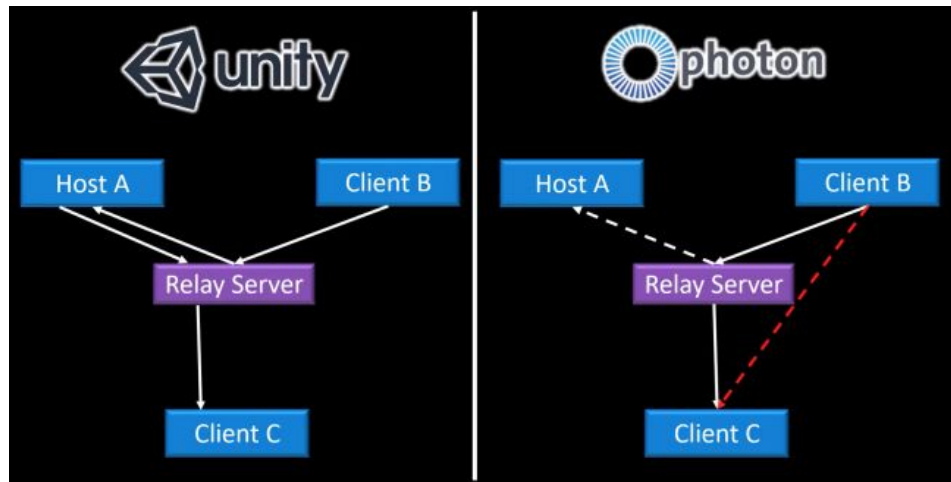 unity
Host A
Client B
Relay Server
Client C
photon
Host A
Client B
Relay Server
Client C